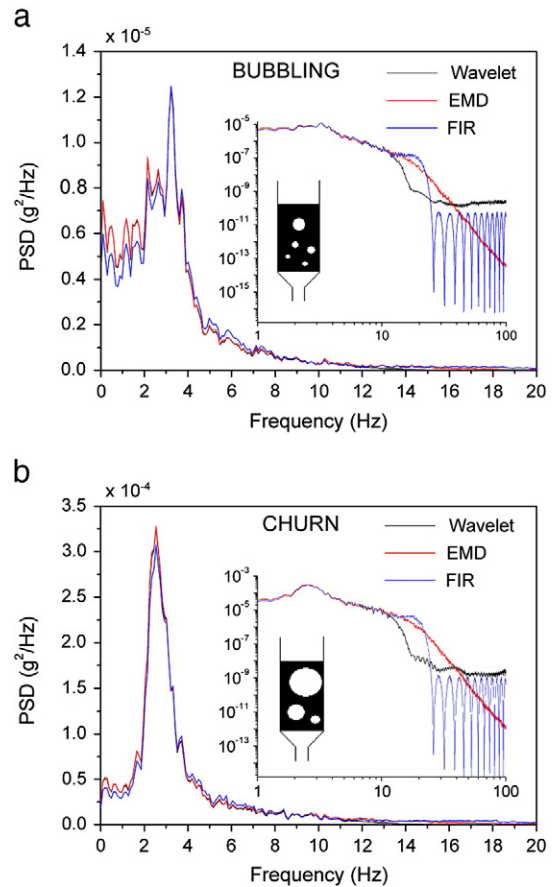 a
x 10⁻⁵
BUBBLING
Wavelet
EMD
FIR
PSD (g²/Hz)
1.4
1.2
1.0
0.8
0.6
0.4
0.2
0.0
10⁻⁵
10⁻⁷
10⁻⁹
10⁻¹¹
10⁻¹³
10⁻¹⁵
1 10 100
0 2 4 6 8 10 12 14 16 18 20
Frequency (Hz)
b
x 10⁻⁴
CHURN
Wavelet
EMD
FIR
PSD (g²/Hz)
3.5
3.0
2.5
2.0
1.5
1.0
0.5
0.0
10⁻³
10⁻⁵
10⁻⁷
10⁻⁹
10⁻¹¹
10⁻¹³
1 10 100
0 2 4 6 8 10 12 14 16 18 20
Frequency (Hz)